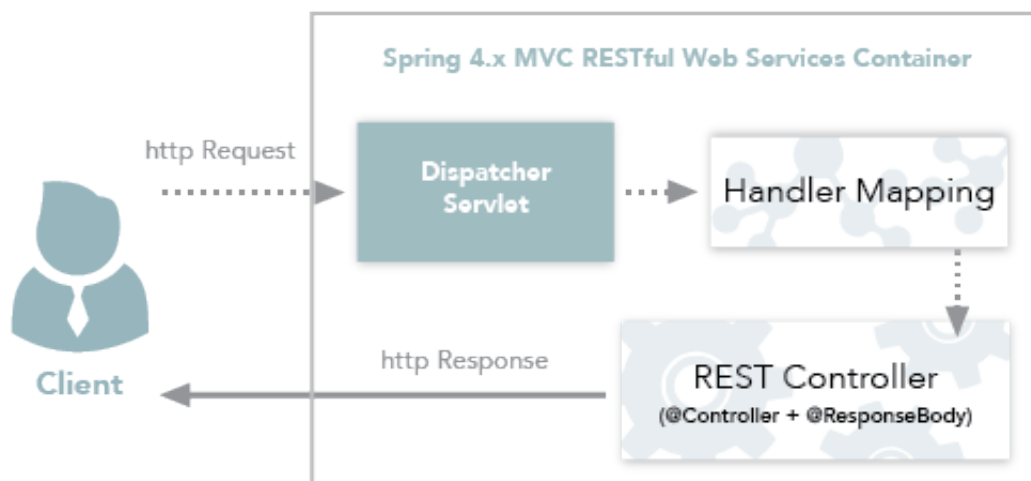 Spring 4.x MVC RESTful Web Services Container
http Request
Dispatcher
Servlet
Handler Mapping
http Response
REST Controller
(@Controller + @ResponseBody)
Client